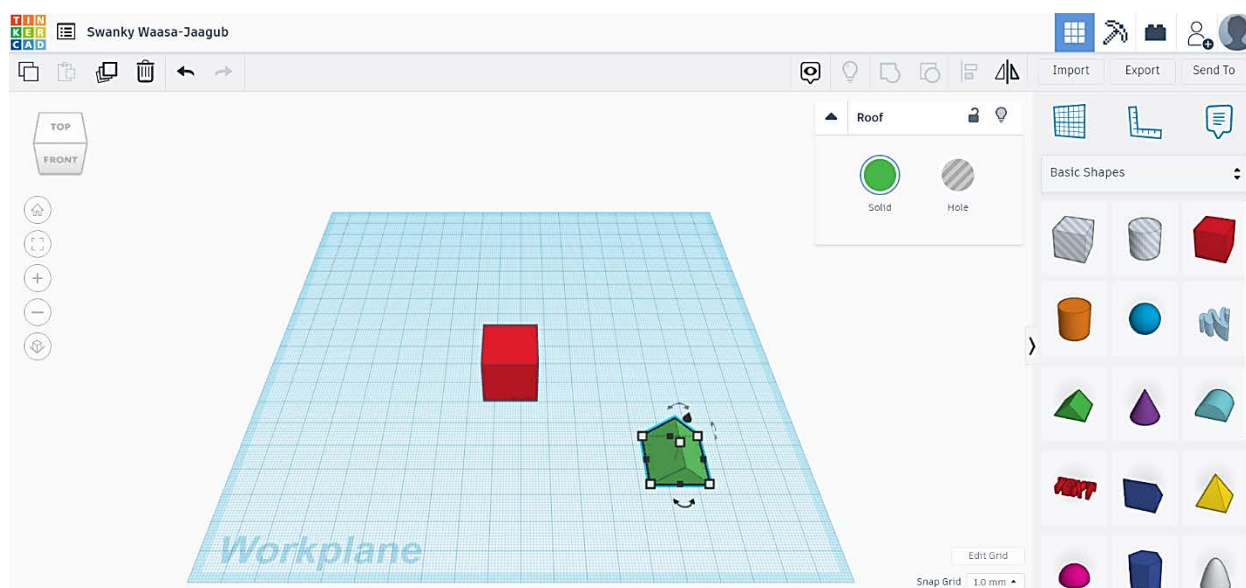 TIN
KER
CAD
Swanky Waasa-Jaagub
Import
Export
Send To
TOP
FRONT
Roof
Solid
Hole
Basic Shapes
TEXT
Workplane
Edit Grid
Snap Grid 1.0 mm